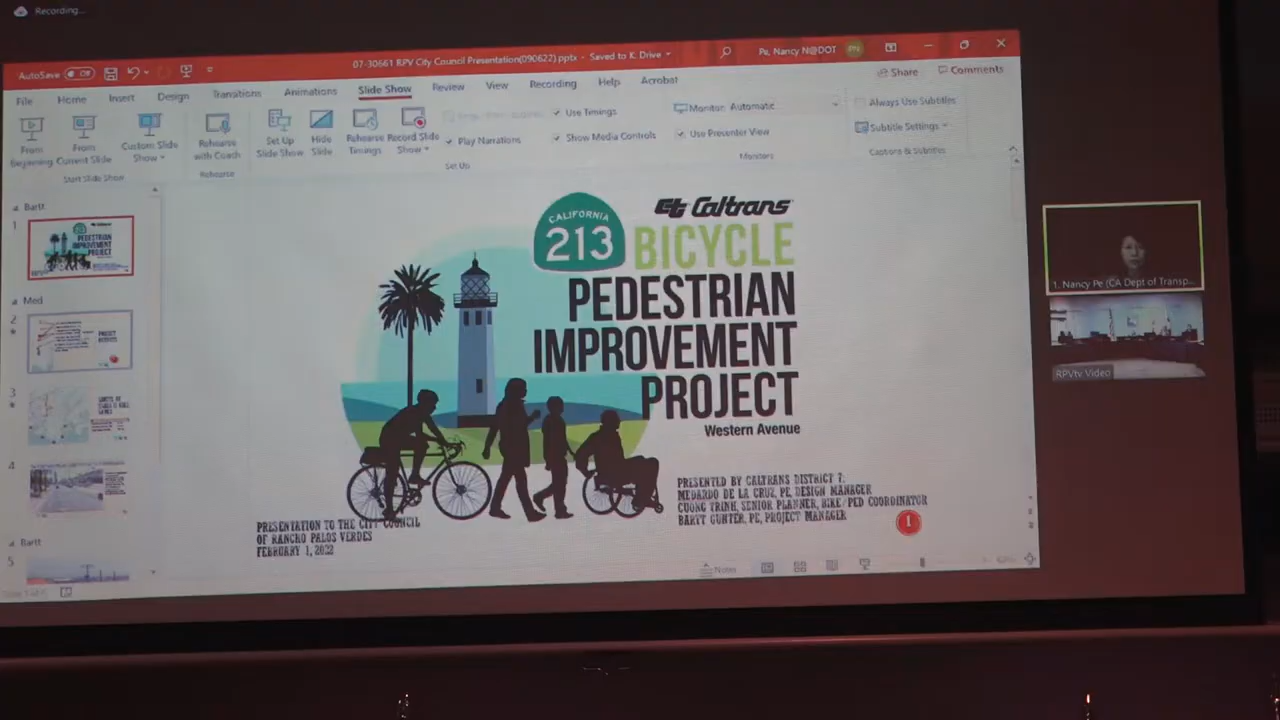 Recording...
AutoSave Off
07-30661 RPV City Council Presentation(090622).pptx - Saved to K: Drive
Pe, Nancy N@DOT PN
File Home Insert Design Transitions Animations Slide Show Review View Recording Help Acrobat
Share Comments
From Beginning
From Current Slide
Custom Slide Show
Start Slide Show
Rehearse with Coach
Rehearse
Set Up Slide Show
Hide Slide
Rehearse Timings
Record Slide Show
Play Narrations
Use Timings
Show Media Controls
Set Up
Monitor: Automatic
Use Presenter View
Monitors
Always Use Subtitles
Subtitle Settings
Captions & Subtitles
Bartt
1
Med
2
3
4
Bartt
5
CALIFORNIA
213
Caltrans
BICYCLE
PEDESTRIAN
IMPROVEMENT
PROJECT
Western Avenue
PRESENTATION TO THE CITY COUNCIL
OF RANCHO PALOS VERDES
FEBRUARY 1, 2022
PRESENTED BY CALTRANS DISTRICT 7:
MEDARDO DE LA CRUZ, PE, DESIGN MANAGER
CUONG TRINH, SENIOR PLANNER, BIKE/PED COORDINATOR
BARTT GUNTER, PE, PROJECT MANAGER
1
Notes
1. Nancy Pe (CA Dept of Transp...
RPVtv Video